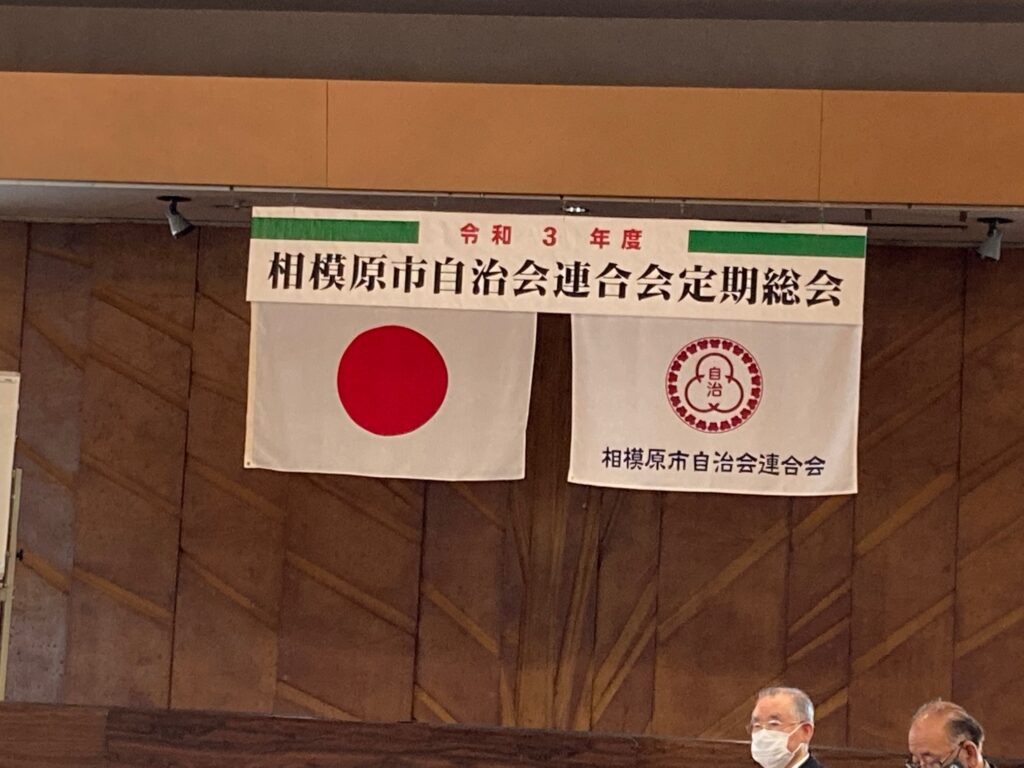 令和 3 年度
相模原市自治会連合会定期総会
自治
相模原市自治会連合会